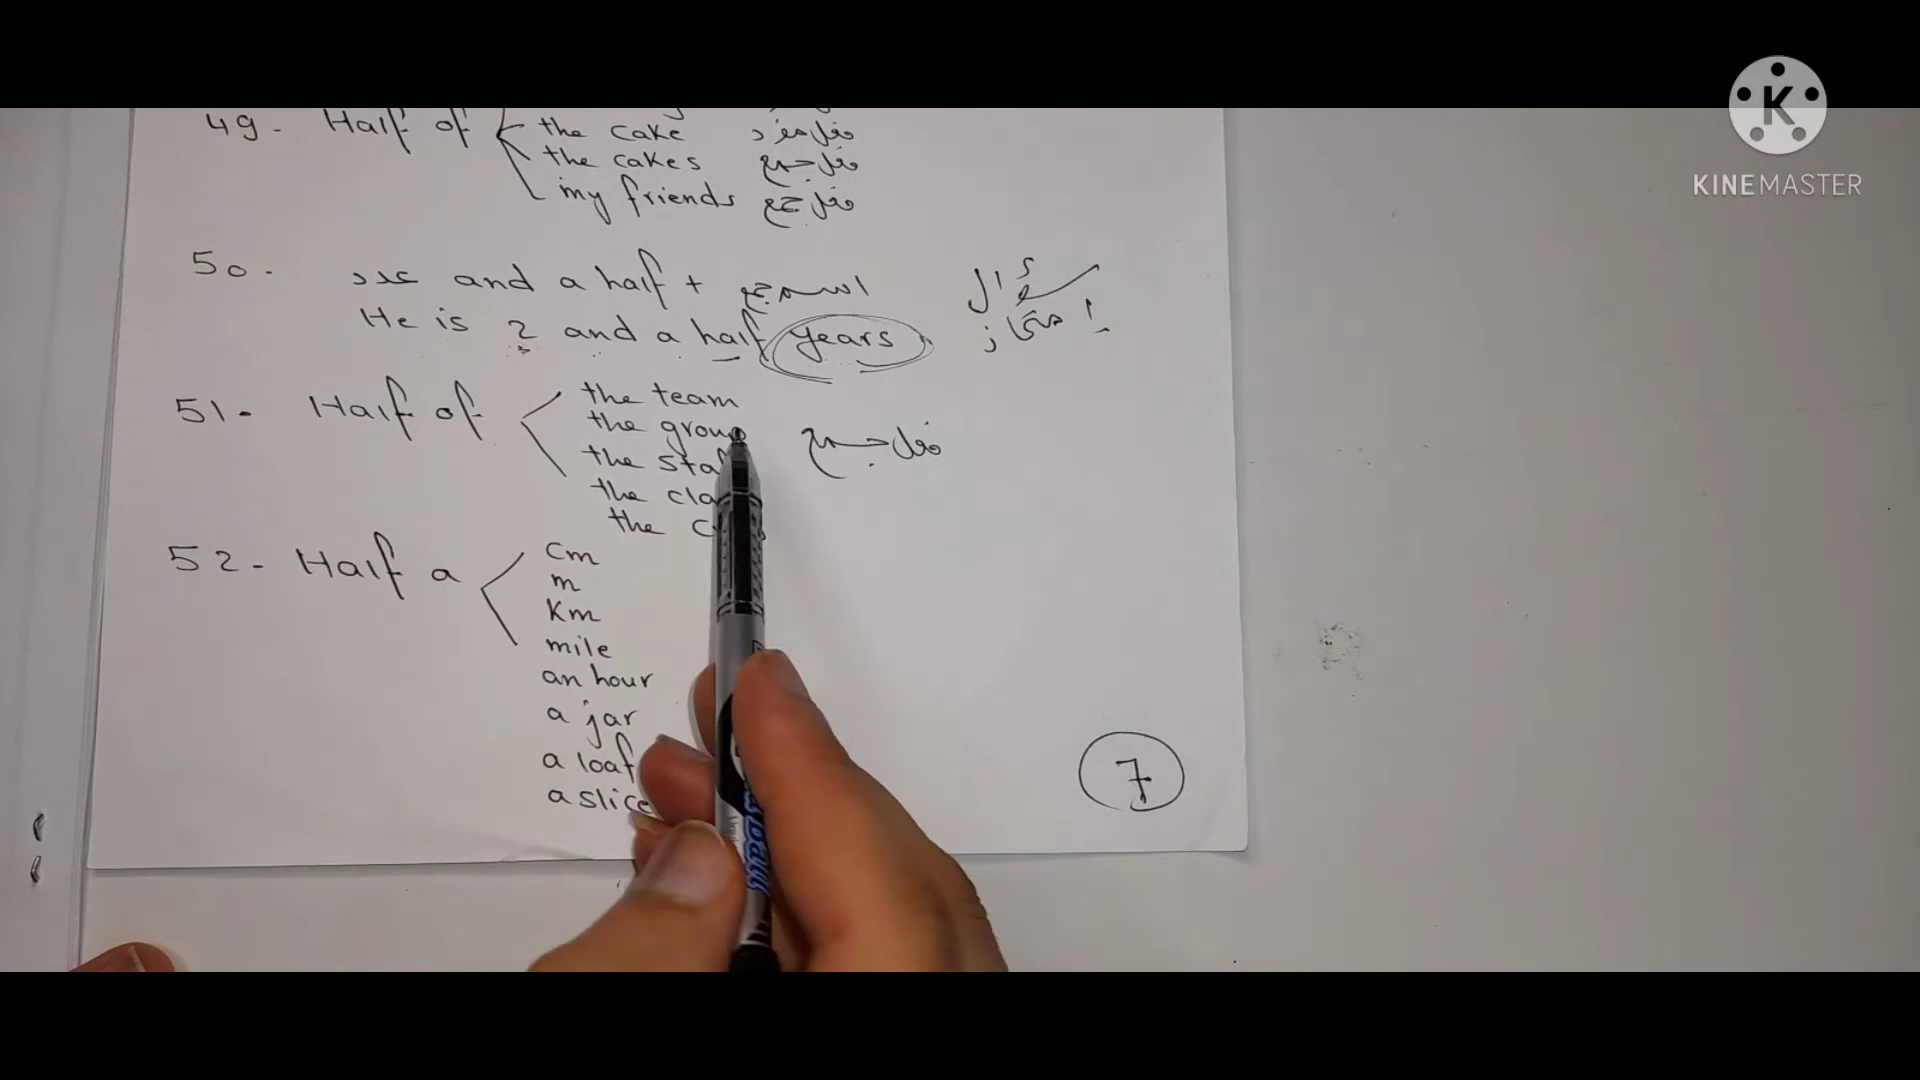 KINEMASTER
49- Half of the cake فعل مفرد
the cakes فعل جمع
my friends فعل جمع
50- عدد and a half + اسم جمع
He is 2 and a half years
سؤال
إمتحان
51- Half of the team
the group فعل جمع
the
the
the
52- Half a cm
m
Km
mile
an hour
a jar
a loaf
a slice
7